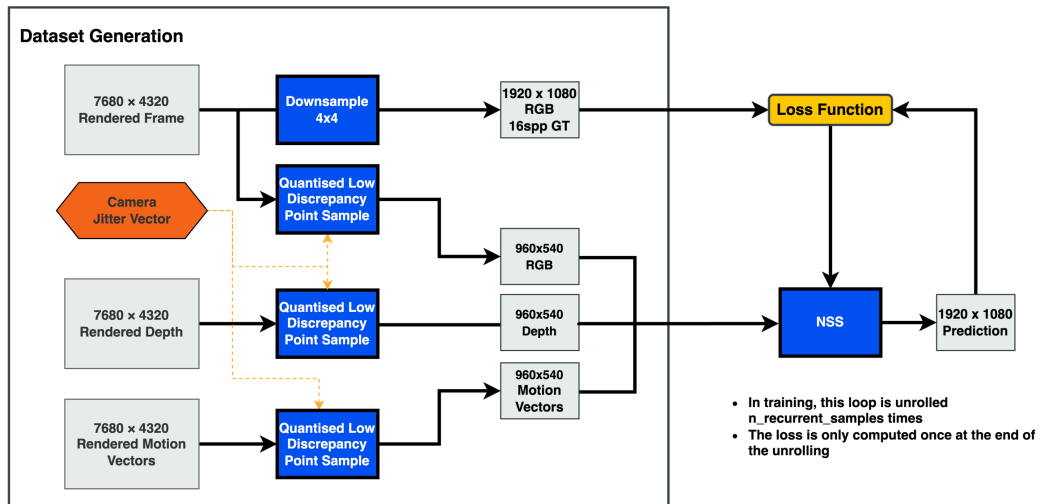 Dataset Generation
7680 × 4320
Rendered Frame
Downsample
4x4
1920 x 1080
RGB
16spp GT
Loss Function
Camera
Jitter Vector
Quantised Low
Discrepancy
Point Sample
960x540
RGB
7680 × 4320
Rendered Depth
Quantised Low
Discrepancy
Point Sample
960x540
Depth
NSS
1920 x 1080
Prediction
7680 × 4320
Rendered Motion
Vectors
Quantised Low
Discrepancy
Point Sample
960x540
Motion
Vectors
• In training, this loop is unrolled
n_recurrent_samples times
• The loss is only computed once at the end of
the unrolling